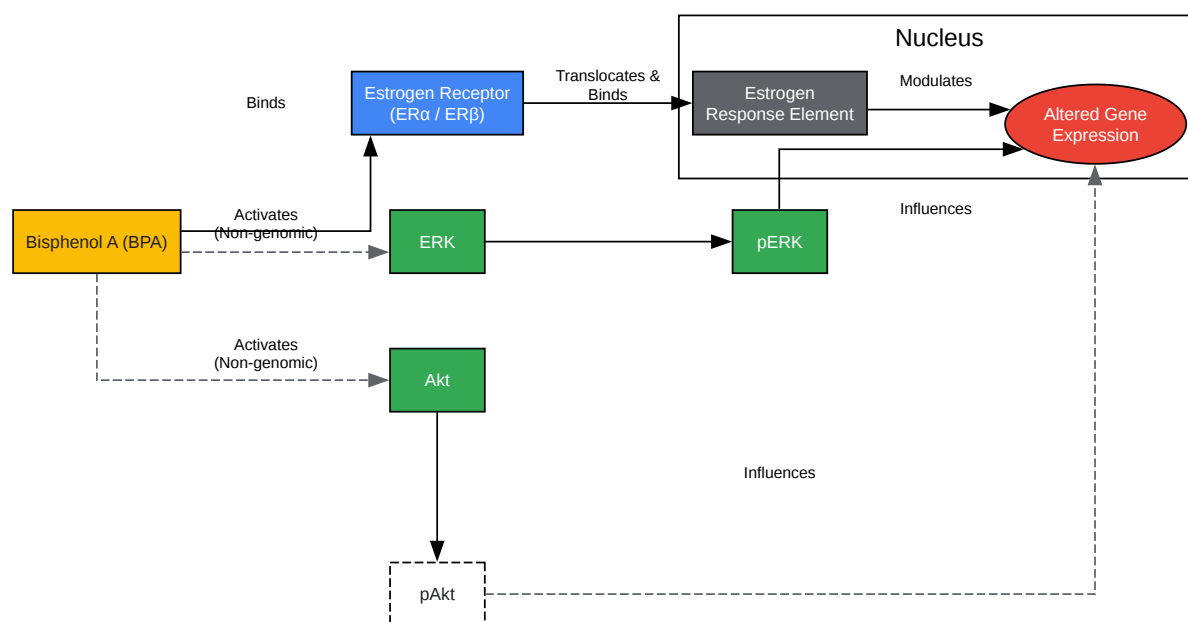 Nucleus
Binds
Estrogen Receptor
(ERα / ERβ)
Translocates &
Binds
Estrogen
Response Element
Modulates
Altered Gene
Expression
Bisphenol A (BPA)
Activates
(Non-genomic)
ERK
pERK
Influences
Activates
(Non-genomic)
Akt
Influences
pAkt